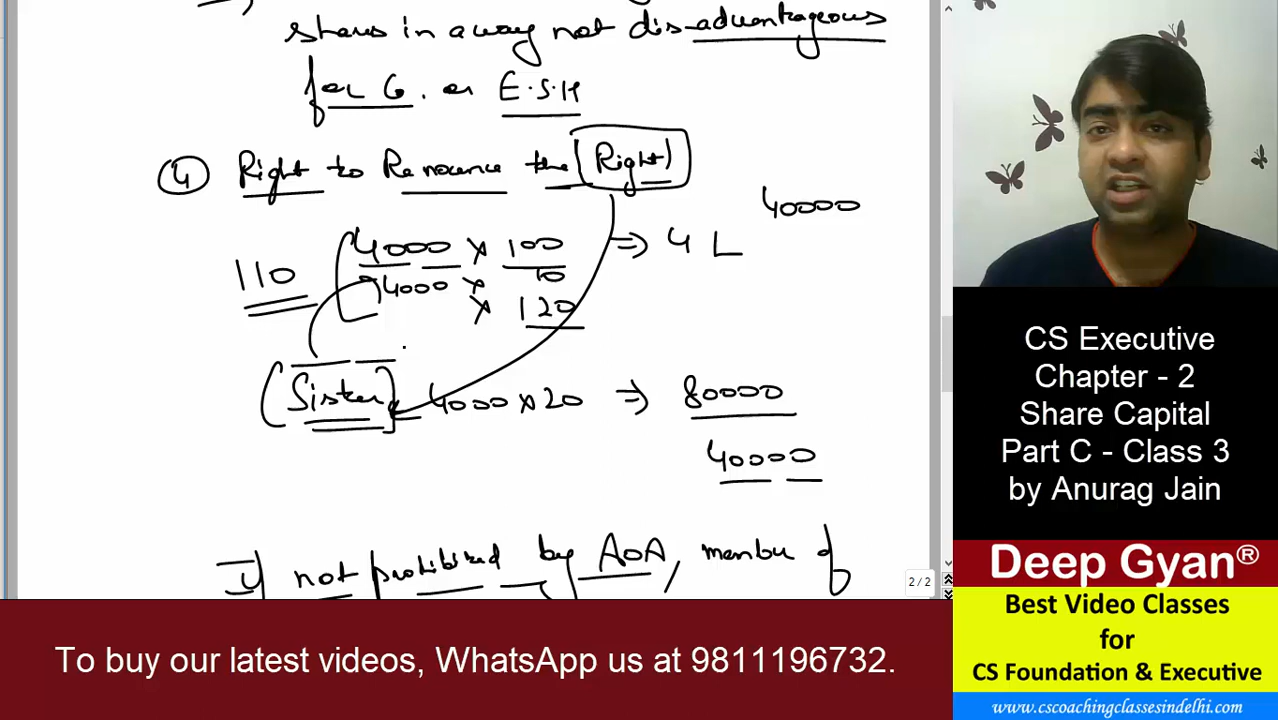 shares in a way not dis-advantageous
for Co. or E.S.H
④ Right to Renounce the (Right)
40000
110 4000 × 100 ⇒ 4 L
4000 × 10
× 120
(Sister) 4000 × 20 ⇒ 80000
40000
If not prohibited by AOA, member of
2/2
CS Executive
Chapter - 2
Share Capital
Part C - Class 3
by Anurag Jain
Deep Gyan®
Best Video Classes
for
CS Foundation & Executive
www.cscoachingclassesindelhi.com
To buy our latest videos, WhatsApp us at 9811196732.